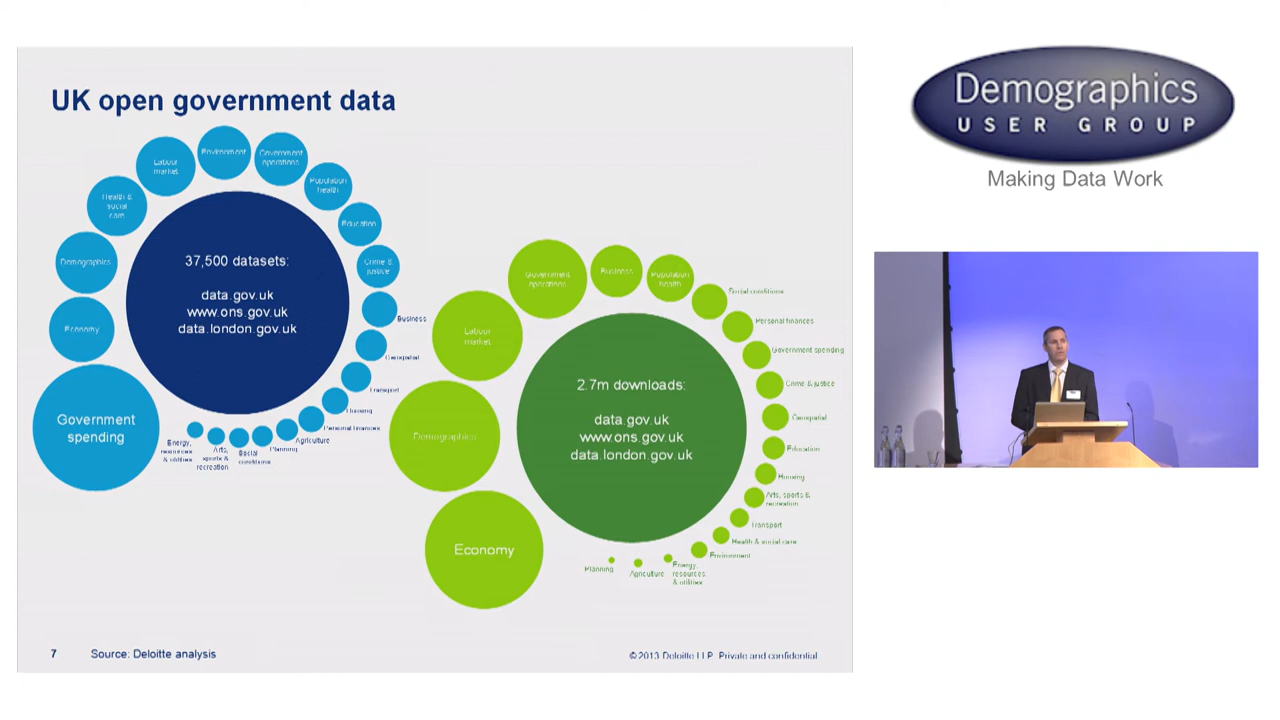 UK open government data
Environment
Government
operations
Labour
market
Population
health
Health &
social
care
Education
Demographics
Crime &
justice
Economy
Business
Geospatial
Transport
Housing
Personal finances
Agriculture
Planning
Social
conditions
Arts,
sports &
recreation
Energy,
resources
& utilities
Government
spending
37,500 datasets:
data.gov.uk
www.ons.gov.uk
data.london.gov.uk
Government
operations
Business
Population
health
Social conditions
Personal finances
Government spending
Crime & justice
Geospatial
Education
Housing
Arts, sports &
recreation
Transport
Health & social care
Environment
Energy,
resources
& utilities
Agriculture
Planning
Labour
market
Demographics
Economy
2.7m downloads:
data.gov.uk
www.ons.gov.uk
data.london.gov.uk
7
Source: Deloitte analysis
© 2013 Deloitte LLP. Private and confidential
Demographics
USER GROUP
Making Data Work